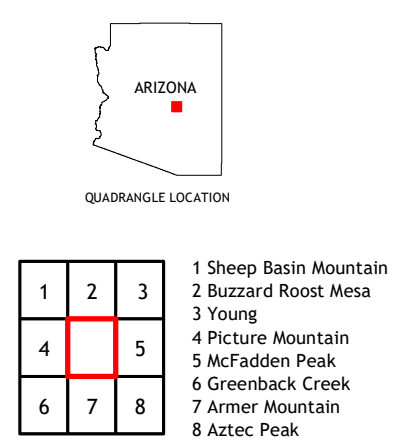 ARIZONA
QUADRANGLE LOCATION
1 2 3
4 5
6 7 8
1 Sheep Basin Mountain
2 Buzzard Roost Mesa
3 Young
4 Picture Mountain
5 McFadden Peak
6 Greenback Creek
7 Armer Mountain
8 Aztec Peak